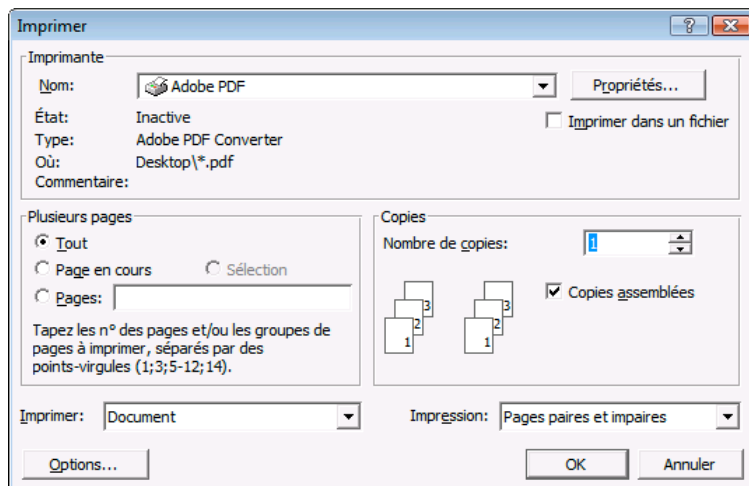 Imprimer
Imprimante
Nom: Adobe PDF Propriétés...
État: Inactive Imprimer dans un fichier
Type: Adobe PDF Converter
Où: Desktop\*.pdf
Commentaire:
Plusieurs pages
Tout
Page en cours Sélection
Pages:
Tapez les n° des pages et/ou les groupes de
pages à imprimer, séparés par des
points-virgule (1;3;5-12;14).
Copies
Nombre de copies: 1
Copies assemblées
3 3
2 2
1 1
Imprimer: Document Impression: Pages paires et impaires
Options... OK Annuler